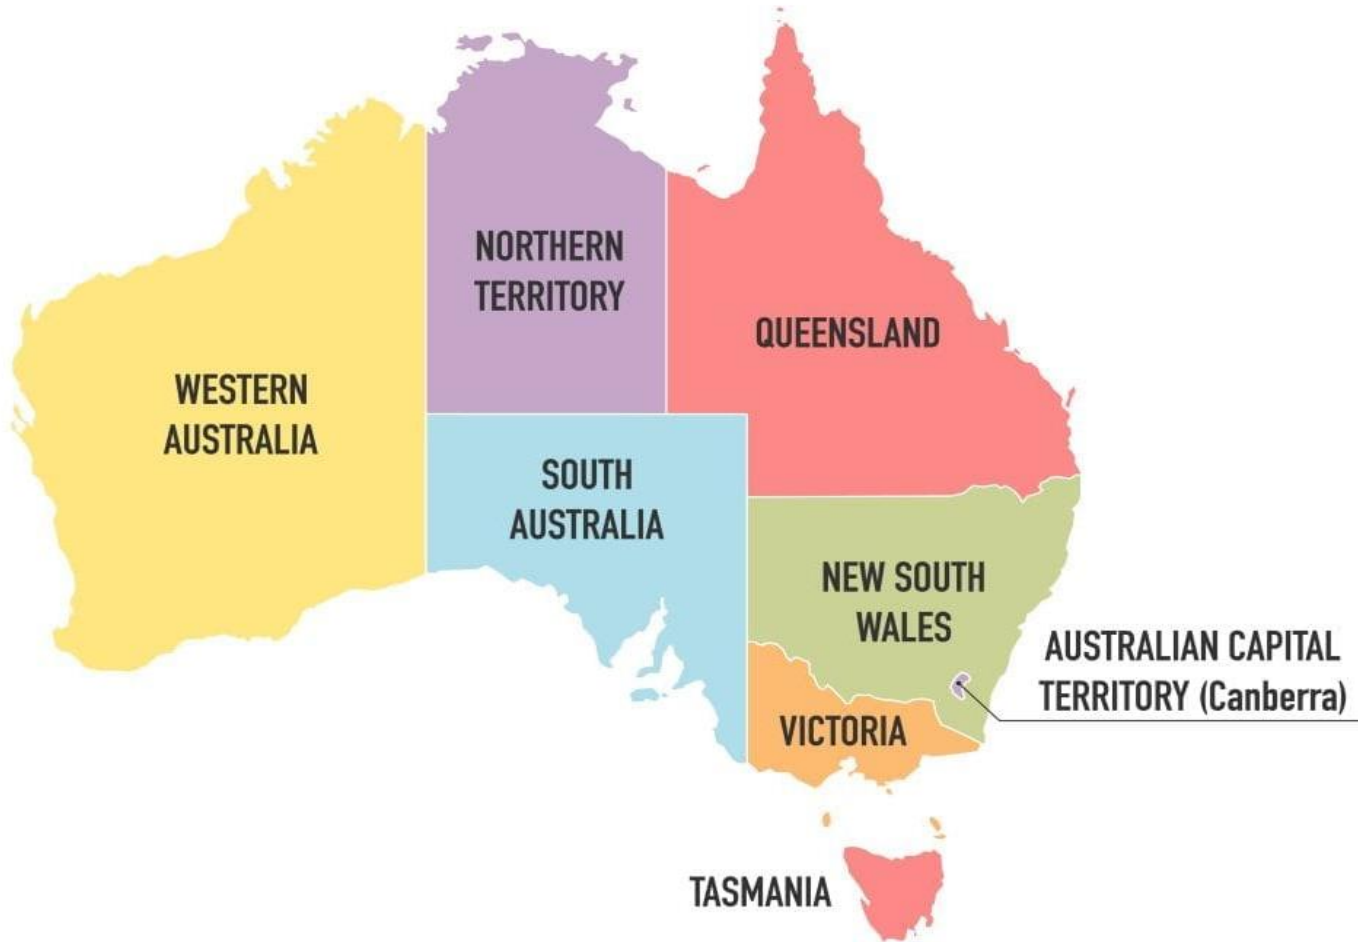 NORTHERN
TERRITORY
QUEENSLAND
WESTERN
AUSTRALIA
SOUTH
AUSTRALIA
NEW SOUTH
WALES
AUSTRALIAN CAPITAL
TERRITORY (Canberra)
VICTORIA
TASMANIA